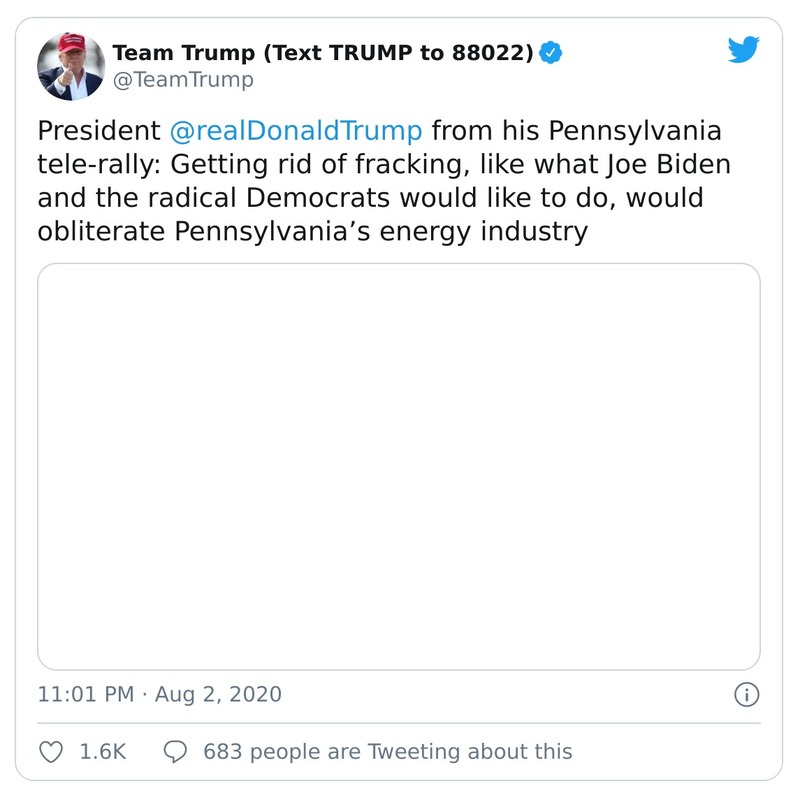 Team Trump (Text TRUMP to 88022)
@TeamTrump
President @realDonaldTrump from his Pennsylvania
tele-rally: Getting rid of fracking, like what Joe Biden
and the radical Democrats would like to do, would
obliterate Pennsylvania’s energy industry
11:01 PM · Aug 2, 2020
1.6K 683 people are Tweeting about this